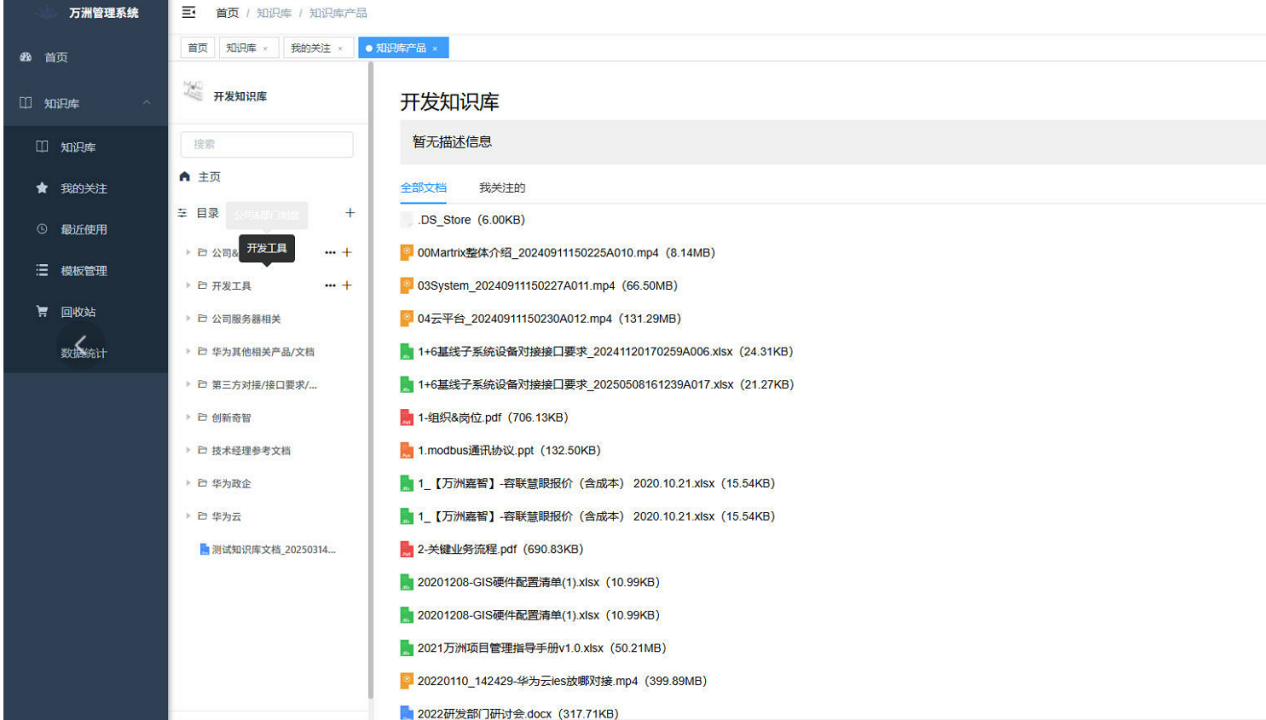 万洲管理系统
首页 / 知识库 / 知识库产品
首页 知识库 × 我的关注 × 知识库产品 ×
首页
知识库
知识库
我的关注
最近使用
模板管理
回收站
数据统计
开发知识库
搜索
主页
目录
公司&部门制度
开发工具
公司&
开发工具
公司服务器相关
华为其他相关产品/文档
第三方对接/接口要求/...
创新奇智
技术经理参考文档
华为政企
华为云
测试知识库文档_20250314...
开发知识库
暂无描述信息
全部文档 我关注的
.DS_Store（6.00KB）
00Martrix整体介绍_20240911150225A010.mp4（8.14MB）
03System_20240911150227A011.mp4（66.50MB）
04云平台_20240911150230A012.mp4（131.29MB）
1+6基线子系统设备对接接口要求_20241120170259A006.xlsx（24.31KB）
1+6基线子系统设备对接接口要求_20250508161239A017.xlsx（21.27KB）
1-组织&岗位.pdf（706.13KB）
1.modbus通讯协议.ppt（132.50KB）
1_【万洲嘉智】-容联慧眼报价（含成本） 2020.10.21.xlsx（15.54KB）
1_【万洲嘉智】-容联慧眼报价（含成本） 2020.10.21.xlsx（15.54KB）
2-关键业务流程.pdf（690.83KB）
20201208-GIS硬件配置清单(1).xlsx（10.99KB）
20201208-GIS硬件配置清单(1).xlsx（10.99KB）
2021万洲项目管理指导手册v1.0.xlsx（50.21MB）
20220110_142429-华为云ies放哪对接.mp4（399.89MB）
2022研发部门研讨会.docx（317.71KB）